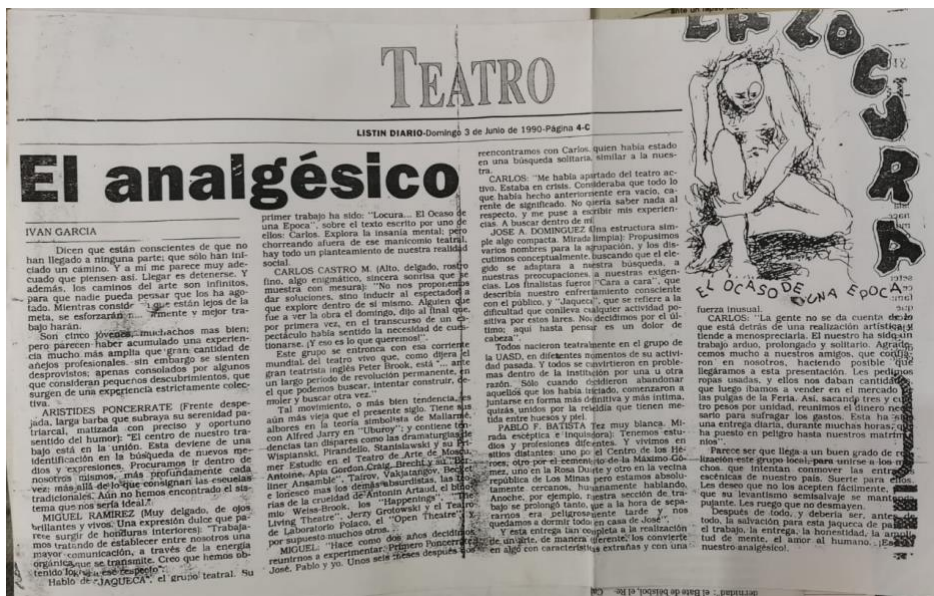 TEATRO
LISTIN DIARIO-Domingo 3 de Junio de 1990-Página 4-C
El analgésico
IVAN GARCIA
Dicen que están conscientes de que no
han llegado a ninguna parte; que sólo han ini-
ciado un camino. Y a mi me parece muy ade-
cuado que piensen así. Llegar es detenerse. Y
además, los caminos del arte son infinitos,
para que nadie pueda pensar que los ha ago-
tado. Mientras que están lejos de la
meta, se esforzarán y mejor tra-
bajo harán.
Son cinco jóvenes, muchachos mas bien;
pero parecen haber acumulado una experien-
cia mucho más amplia que gran cantidad de
añejos profesionales -sin embargo se sienten
desprovistos; apenas consolados por algunos
que consideran pequeños descubrimientos, que
surgen de una experiencia estrictamente colec-
tiva.
ARISTIDES PONCERRATE (Frente despe-
jada, larga barba que subraya su serenidad pa-
triarcal, matizada con preciso y oportuno
sentido del humor): "El centro de nuestro tra-
bajo está en la unión. Esta deviene de una
identificación en la búsqueda de nuevos me-
dios y expresiones. Procuramos ir dentro de
nosotros mismos, más profundamente cada
vez; más allá de lo que consignan las escuelas
tradicionales. Aún no hemos encontrado el sis-
tema que nos sería ideal."
MIGUEL RAMIREZ (Muy delgado, de ojos
brillantes y vivos. Una expresión dulce que pa-
rece surgir de honduras interiores): "Trabaja-
mos tratando de establecer entre nosotros una
mayor comunicación, a través de la energía
orgánica que se transmite. Creo que hemos ob-
tenido a ese respecto".
Hablo de "JAQUECA", el grupo teatral. Su
primer trabajo ha sido: "Locura... El Ocaso de
una Epoca", sobre el texto escrito por uno de
ellos: Carlos. Explora la insania mental; pero
chorreando afuera de ese manicomio teatral,
hay todo un planteamiento de nuestra realidad
social.
CARLOS CASTRO M. (Alto, delgado, rostro
fino, algo enigmático, sincera sonrisa que
muestra con mesura): "No nos proponemos
dar soluciones, sino inducir al espectador a
que explore dentro de sí mismo. Alguien que
fue a ver la obra el domingo, dijo al final que,
por primera vez, en el transcurso de un es-
pectáculo había sentido la necesidad de cues-
tionarse. ¡Y eso es lo que queremos!".
Este grupo se entronca con esa corriente
mundial, del teatro vivo que, como dijera el
gran teatrista inglés Peter Brook, está "... ante
un largo período de revolución permanente, en
el que podemos buscar, intentar construir, de-
moler y buscar otra vez."
Tal movimiento, o más bien tendencia, es
aún más vieja que el presente siglo. Tiene sus
albores en la teoría simbolista de Mallarmé,
con Alfred Jarry en "Uburey"; y contiene ten-
dencias tan dispares como las dramaturgias de
Wispianski, Pirandello, Stanislawsky y su Pri-
mer Estudio en el Teatro de Arte de Moscú,
Antoine, Apia Gordon Craig, Brecht y su "Ber-
liner Ansamble", Tairov, Vakjatangov, Becket
e Ionesco mas los demás absurdistas, las teo-
rías de la crueldad de Antonin Artaud, el bino-
mio Weiss-Brook, los "Happenings", "The
Living Theatre", Jerzy Grotowski y el Teatro
de Laboratorio Polaco, el "Open Theatre", y
por supuesto muchos otros.
MIGUEL: "Hace como dos años decidimos
reunirnos a experimentar. Primero Poncerrate,
José, Pablo y yo. Unos seis meses después nos
reencontramos con Carlos, quien había estado
en una búsqueda solitaria, similar a la nues-
tra.
CARLOS: "Me había apartado del teatro ac-
tivo. Estaba en crisis. Consideraba que todo lo
que había hecho anteriormente era vacío, ca-
rente de significado. No quería saber nada al
respecto, y me puse a escribir mis experien-
cias. A buscar dentro de mí.
JOSE A. DOMINGUEZ (Una estructura sim-
ple algo compacta. Mirada limpia): Propusimos
varios nombres para la agrupación, y los dis-
cutimos conceptualmente, buscando que el ele-
gido se adaptara a nuestra búsqueda, a
nuestras preocupaciones, a nuestras exigen-
cias. Los finalistas fueron "Cara a cara", que
describía nuestro enfrentamiento consciente
con el público, y "Jaqueca", que se refiere a la
dificultad que conlleva cualquier actividad po-
sitiva por estos lares. Nos decidimos por el úl-
timo; aquí hasta pensar es un dolor de
cabeza".
Todos nacieron teatralmente en el grupo de
la UASD, en diferentes momentos de su activi-
dad pasada. Y todos se convirtieron en proble-
mas dentro de la institución por una u otra
razón. Sólo cuando decidieron abandonar
aquello que los había irritado, comenzaron a
juntarse en forma más definitiva y más íntima,
quizás, unidos por la rebeldía que tienen me-
tida entre huesos y piel.
PABLO F. BATISTA (Tez muy blanca. Mi-
rada escéptica e inquisidora): Tenemos estu-
dios y profesiones diferentes. Y vivimos en
sitios distantes: uno por el Centro de los Hé-
roes, otro por el cementerio de la Máximo Gó-
mez, uno en la Rosa Duarte y otro en la vecina
república de Los Minas pero estamos absolu-
tamente cercanos, humanamente hablando.
Anoche, por ejemplo, nuestra sección de tra-
bajo se prolongó tanto, que a la hora de sepa-
rarnos era peligrosamente tarde y nos
quedamos a dormir todos en casa de José".
Y esta entrega tan completa a la realización
de un arte, de manera diferente, los convierte
en algo con características extrañas y con una
fuerza inusual.
CARLOS: "La gente no se da cuenta de lo
que está detrás de una realización artística y
tiende a menospreciarla. El nuestro ha sido un
trabajo arduo, prolongado y solitario. Agrade-
cemos mucho a nuestros amigos, que confia-
ron en nosotros, haciendo posible que
llegáramos a esta presentación. Les pedimos
ropas usadas, y ellos nos daban cantidades
que luego íbamos a vender en el mercado de
las pulgas de la Feria. Así, sacando tres y cua-
tro pesos por unidad, reunimos el dinero nece-
sario para sufragar los gastos. Esta ha sido
una entrega diaria, durante muchas horas, que
ha puesto en peligro hasta nuestros matrimo-
nios".
Parece ser que llega a un buen grado de rea-
lización este grupo local, para unirse a los mu-
chos, que intentan conmover las entrañas
escénicas de nuestro país. Suerte para ellos.
Les deseo que no los acepten fácilmente, para
que su levantismo semisalvaje se mantenga
pujante. Les ruego que no desmayen.
Después de todo, y debería ser, antes de
todo, la salvación para esta jaqueca de país es
el trabajo, la entrega, la honestidad, la ampli-
tud de mente, el amor al humano. ¡Es
nuestro analgésico!.
LA LOCURA
EL OCASO DE UNA EPOCA